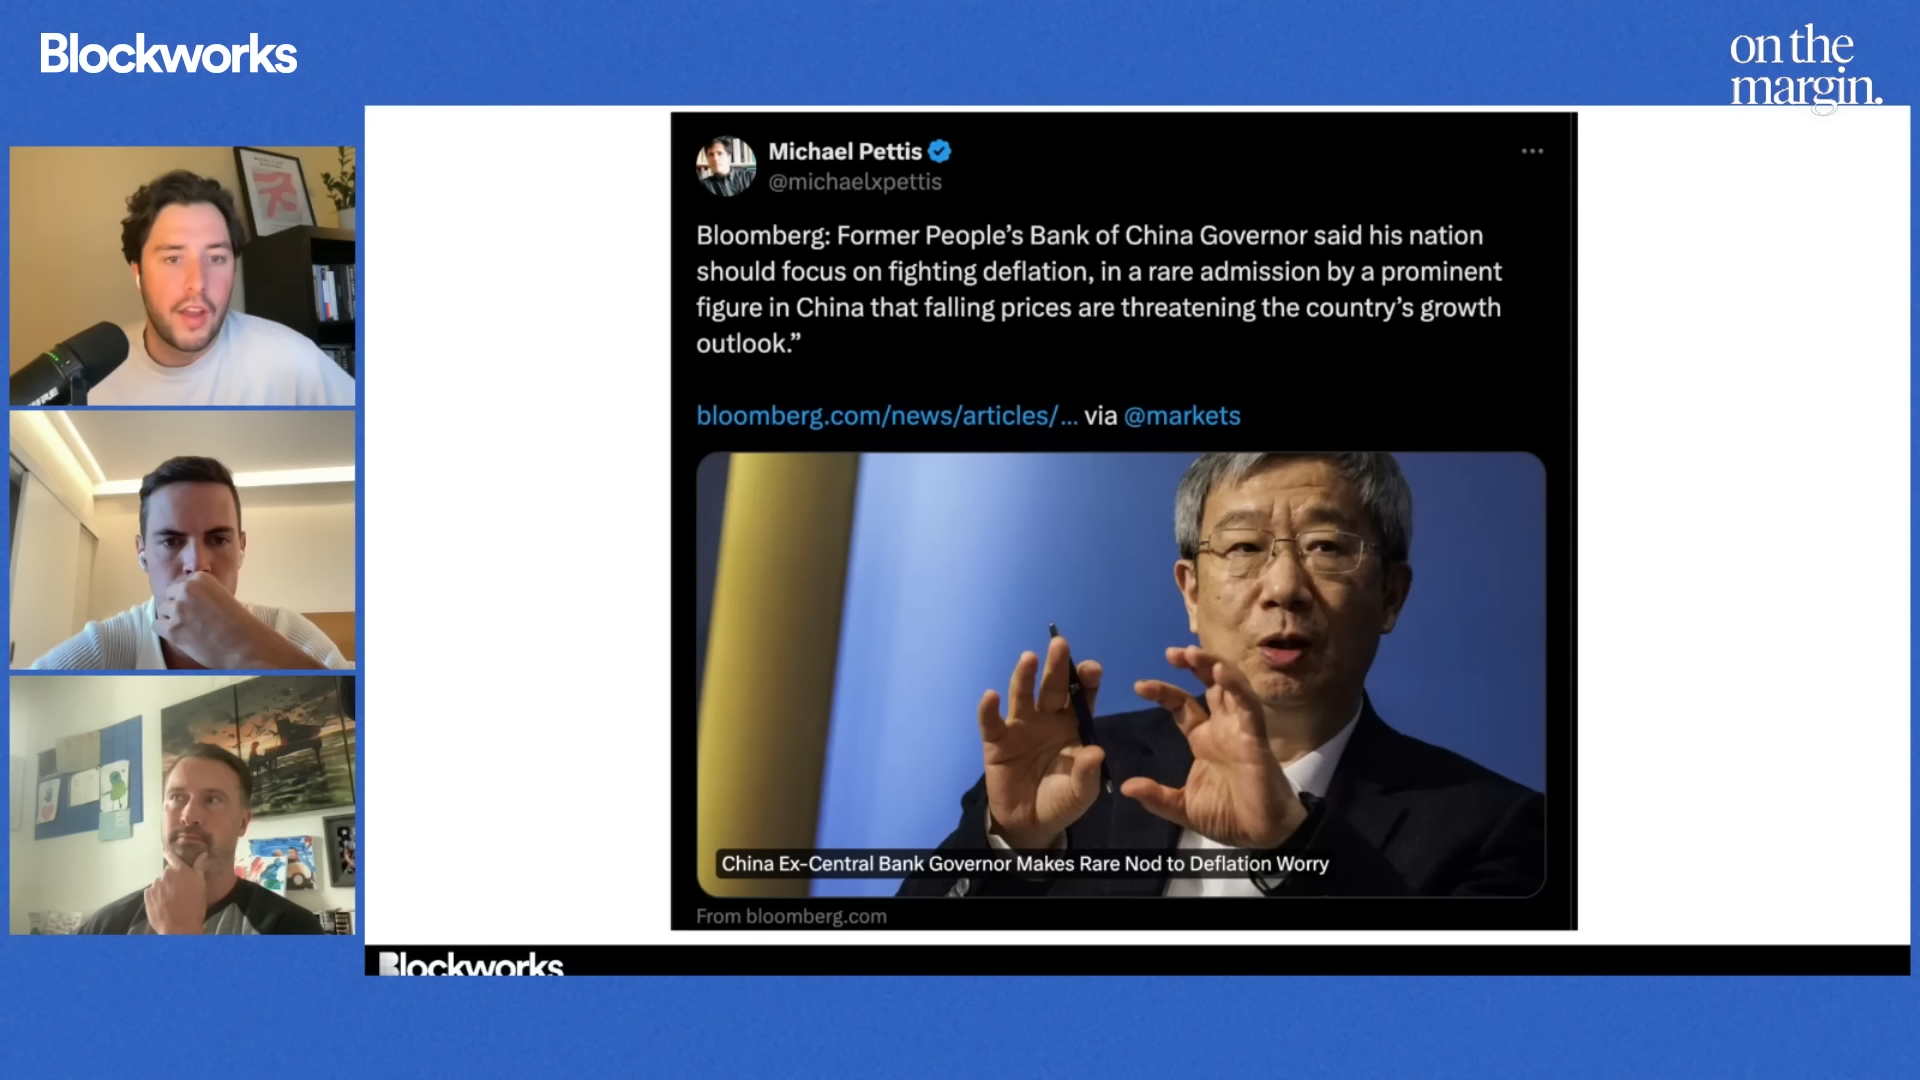 Blockworks
on the
margin.
Michael Pettis
@michaelxpettis
Bloomberg: Former People’s Bank of China Governor said his nation
should focus on fighting deflation, in a rare admission by a prominent
figure in China that falling prices are threatening the country’s growth
outlook.”
bloomberg.com/news/articles/... via @markets
China Ex-Central Bank Governor Makes Rare Nod to Deflation Worry
From bloomberg.com
Blockworks